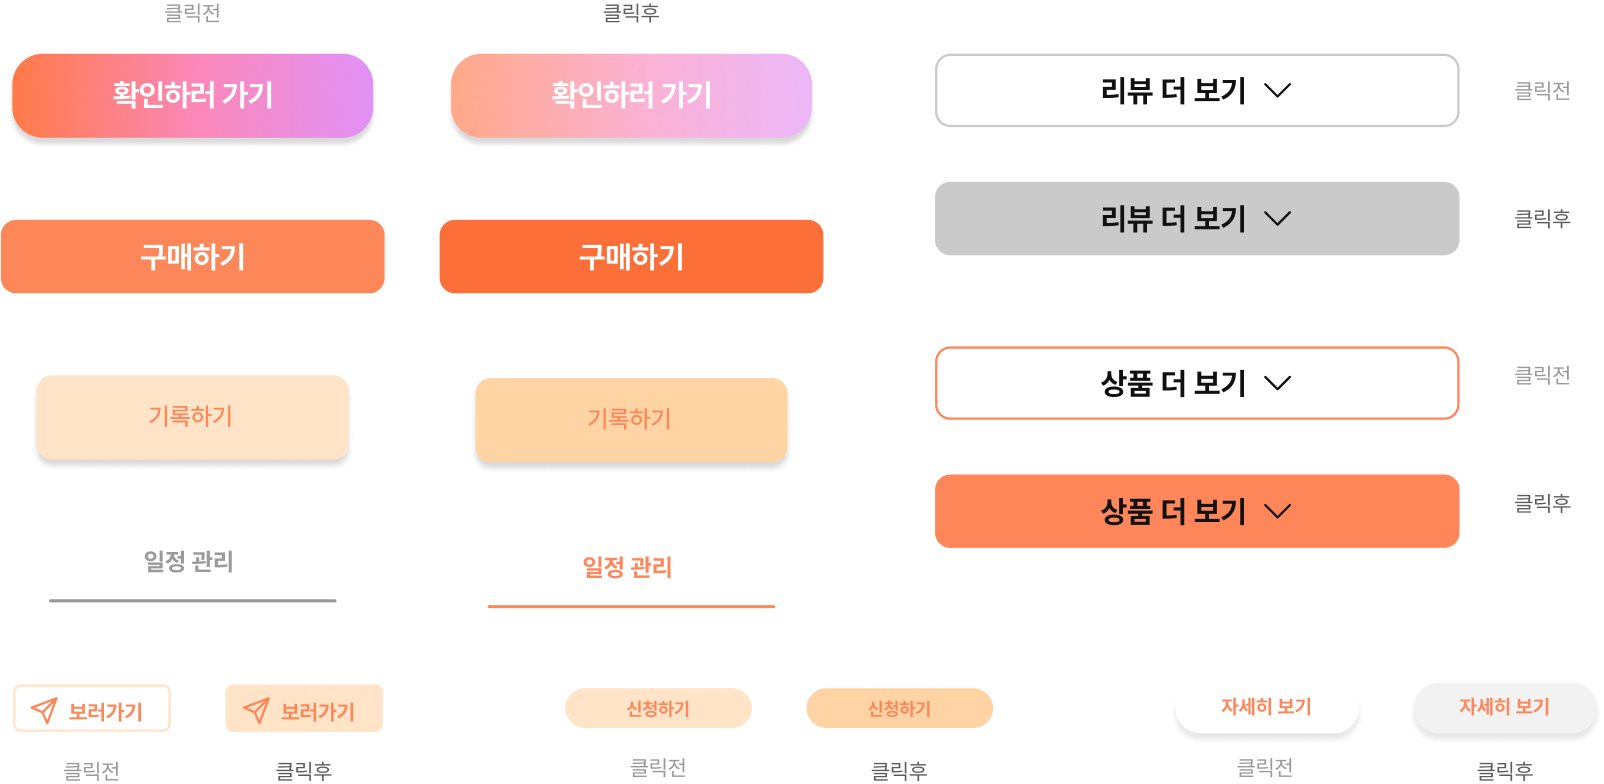 클릭전
클릭후
확인하러 가기
확인하러 가기
리뷰 더 보기
클릭전
리뷰 더 보기
클릭후
구매하기
구매하기
상품 더 보기
클릭전
기록하기
기록하기
상품 더 보기
클릭후
일정 관리
일정 관리
보러가기
보러가기
신청하기
신청하기
자세히 보기
자세히 보기
클릭전
클릭후
클릭전
클릭후
클릭전
클릭후